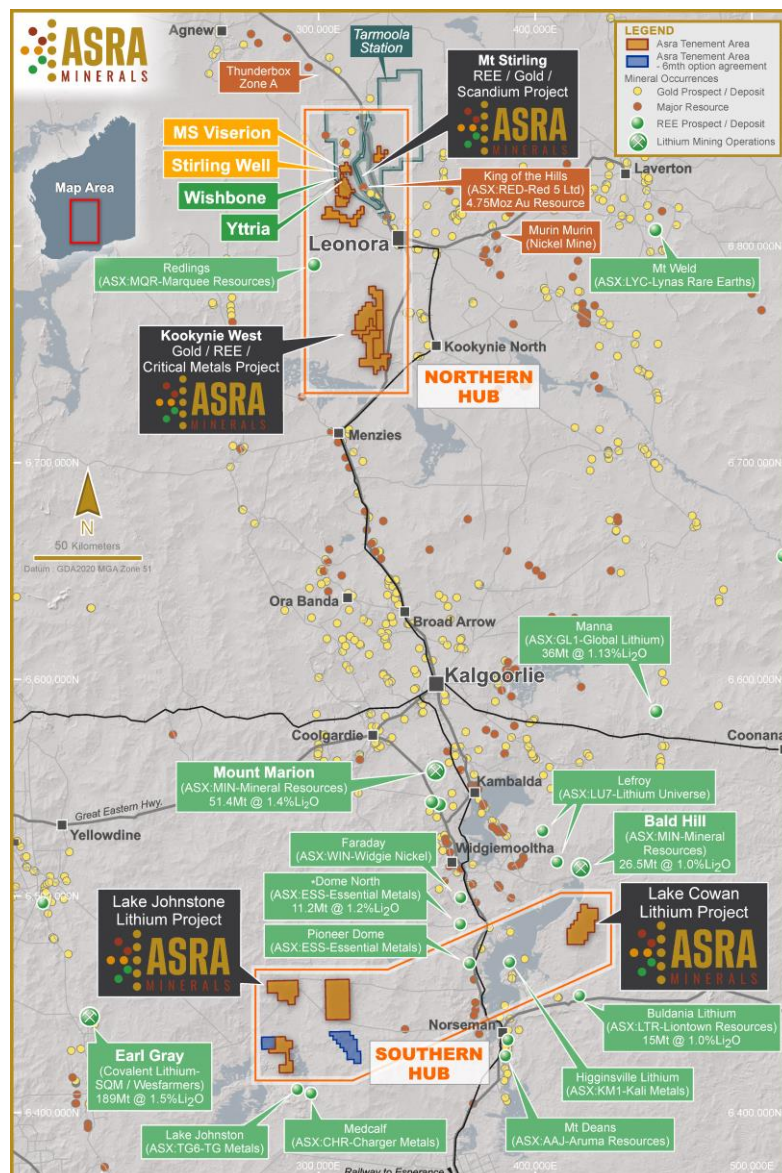 ASRA
MINERALS
Agnew
300,000E
400,000E
Tarmoola
Station
Thunderbox
Zone A
Mt Stirling
REE / Gold /
Scandium Project
ASRA
MINERALS
LEGEND
Asra Tenement Area
Asra Tenement Area
- 6mth option agreement
Mineral Occurrences
Gold Prospect / Deposit
Major Resource
REE Prospect / Deposit
Lithium Mining Operations
Map Area
MS Viserion
Stirling Well
Wishbone
Yttria
King of the Hills
(ASX:RED-Red 5 Ltd)
4.75Moz Au Resource
Laverton
Leonora
Murin Murin
(Nickel Mine)
6,800,000N
Redlings
(ASX:MQR-Marquee Resources)
Mt Weld
(ASX:LYC-Lynas Rare Earths)
Kookynie West
Gold / REE /
Critical Metals Project
ASRA
MINERALS
Kookynie North
NORTHERN
HUB
Menzies
6,700,000N
6,700,000N
N
50 Kilometers
Datum : GDA2020 MGA Zone 51
Ora Banda
Broad Arrow
Manna
(ASX:GL1-Global Lithium)
36Mt @ 1.13%Li2O
6,600,000N
6,600,000N
Kalgoorlie
Coolgardie
Coonana
Mount Marion
(ASX:MIN-Mineral Resources)
51.4Mt @ 1.4%Li2O
Kambalda
Lefroy
(ASX:LU7-Lithium Universe)
Great Eastern Hwy.
Yellowdine
Bald Hill
(ASX:MIN-Mineral
Resources)
26.5Mt @ 1.0%Li2O
Faraday
(ASX:WIN-Widgie Nickel)
Widgiemooltha
•Dome North
(ASX:ESS-Essential Metals)
11.2Mt @ 1.2%Li2O
Lake Johnstone
Lithium Project
ASRA
MINERALS
Lake Cowan
Lithium Project
ASRA
MINERALS
Pioneer Dome
(ASX:ESS-Essential Metals)
Norseman
Buldania Lithium
(ASX:LTR-Liontown Resources)
15Mt @ 1.0%Li2O
Earl Gray
(Covalent Lithium-
SQM / Wesfarmers)
189Mt @ 1.5%Li2O
SOUTHERN
HUB
Higginsville Lithium
(ASX:KM1-Kali Metals)
6,400,000N
6,400,000N
Lake Johnston
(ASX:TG6-TG Metals)
Medcalf
(ASX:CHR-Charger Metals)
Mt Deans
(ASX:AAJ-Aruma Resources)
300,000E
Railway to Esperance
400,000E
500,000E